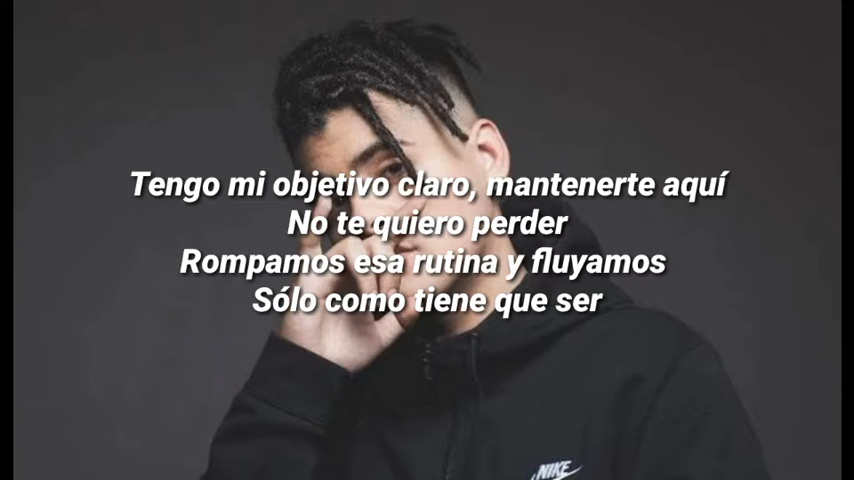 Tengo mi objetivo claro, mantenerte aquí
No te quiero perder
Rompamos esa rutina y fluyamos
Sólo como tiene que ser
NIKE